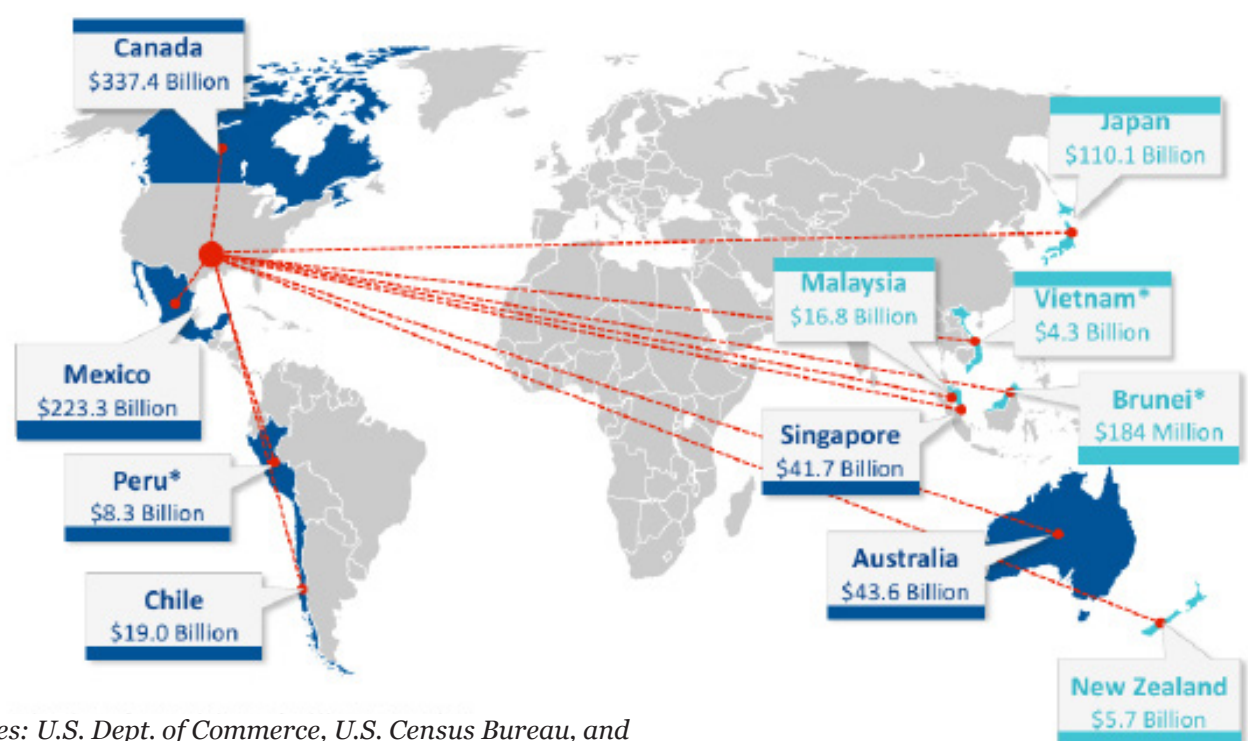 Canada
$337.4 Billion
Japan
$110.1 Billion
Malaysia
$16.8 Billion
Vietnam*
$4.3 Billion
Mexico
$223.3 Billion
Brunei*
$184 Million
Singapore
$41.7 Billion
Peru*
$8.3 Billion
Australia
$43.6 Billion
Chile
$19.0 Billion
New Zealand
$5.7 Billion
es: U.S. Dept. of Commerce, U.S. Census Bureau, and